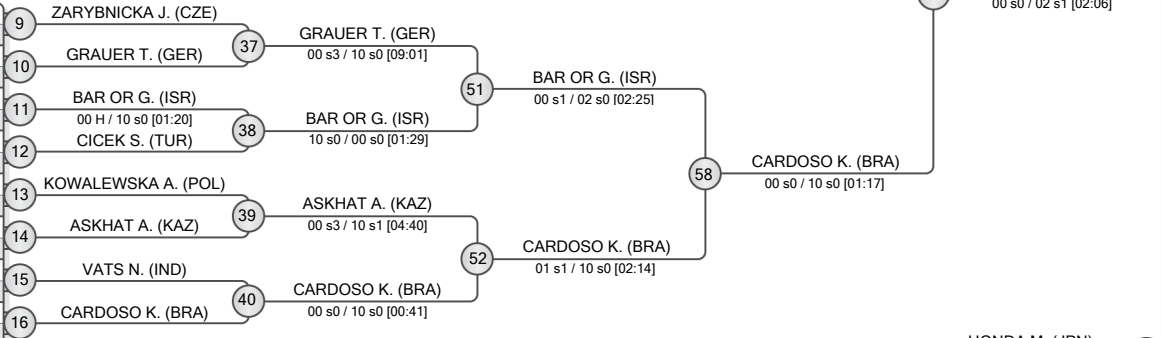 00 s0 / 02 s1 [02:06]
9 ZARYBNICKA J. (CZE)
37 GRAUER T. (GER)
00 s3 / 10 s0 [09:01]
10 GRAUER T. (GER)
51 BAR OR G. (ISR)
00 s1 / 02 s0 [02:25]
11 BAR OR G. (ISR)
00 H / 10 s0 [01:20]
38 BAR OR G. (ISR)
10 s0 / 00 s0 [01:29]
12 CICEK S. (TUR)
58 CARDOSO K. (BRA)
00 s0 / 10 s0 [01:17]
13 KOWALEWSKA A. (POL)
39 ASKHAT A. (KAZ)
00 s3 / 10 s1 [04:40]
14 ASKHAT A. (KAZ)
52 CARDOSO K. (BRA)
01 s1 / 10 s0 [02:14]
15 VATS N. (IND)
40 CARDOSO K. (BRA)
00 s0 / 10 s0 [00:41]
16 CARDOSO K. (BRA)
HONDA M. (JPN)